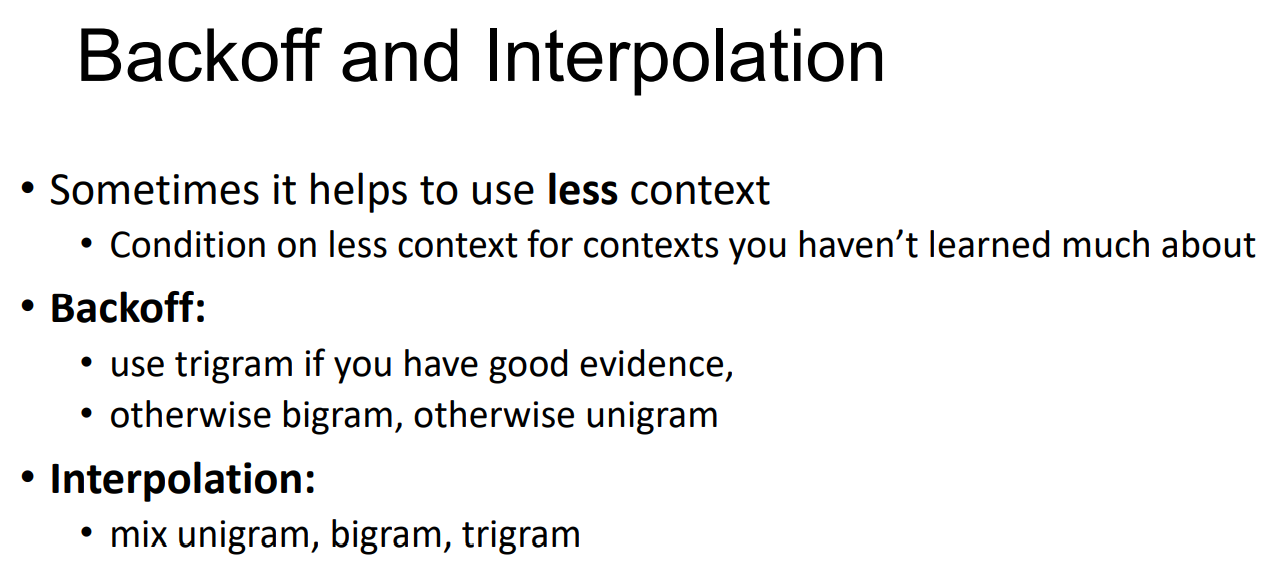 Backoff and Interpolation
• Sometimes it helps to use less context
• Condition on less context for contexts you haven’t learned much about
• Backoff:
• use trigram if you have good evidence,
• otherwise bigram, otherwise unigram
• Interpolation:
• mix unigram, bigram, trigram